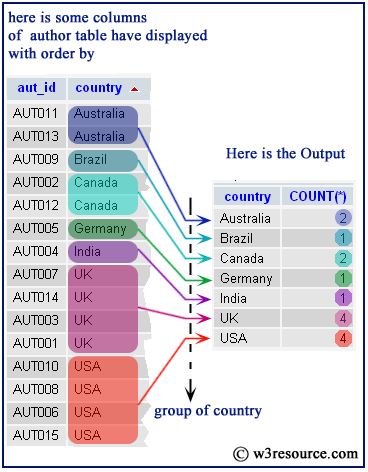 here is some columns
of author table have displayed
with order by
aut_id country
AUT011 Australia
AUT013 Australia
AUT009 Brazil
AUT002 Canada
AUT012 Canada
AUT005 Germany
AUT004 India
AUT007 UK
AUT014 UK
AUT003 UK
AUT001 UK
AUT010 USA
AUT008 USA
AUT006 USA
AUT015 USA
Here is the Output
country COUNT(*)
Australia 2
Brazil 1
Canada 2
Germany 1
India 1
UK 4
USA 4
group of country
© w3resource.com